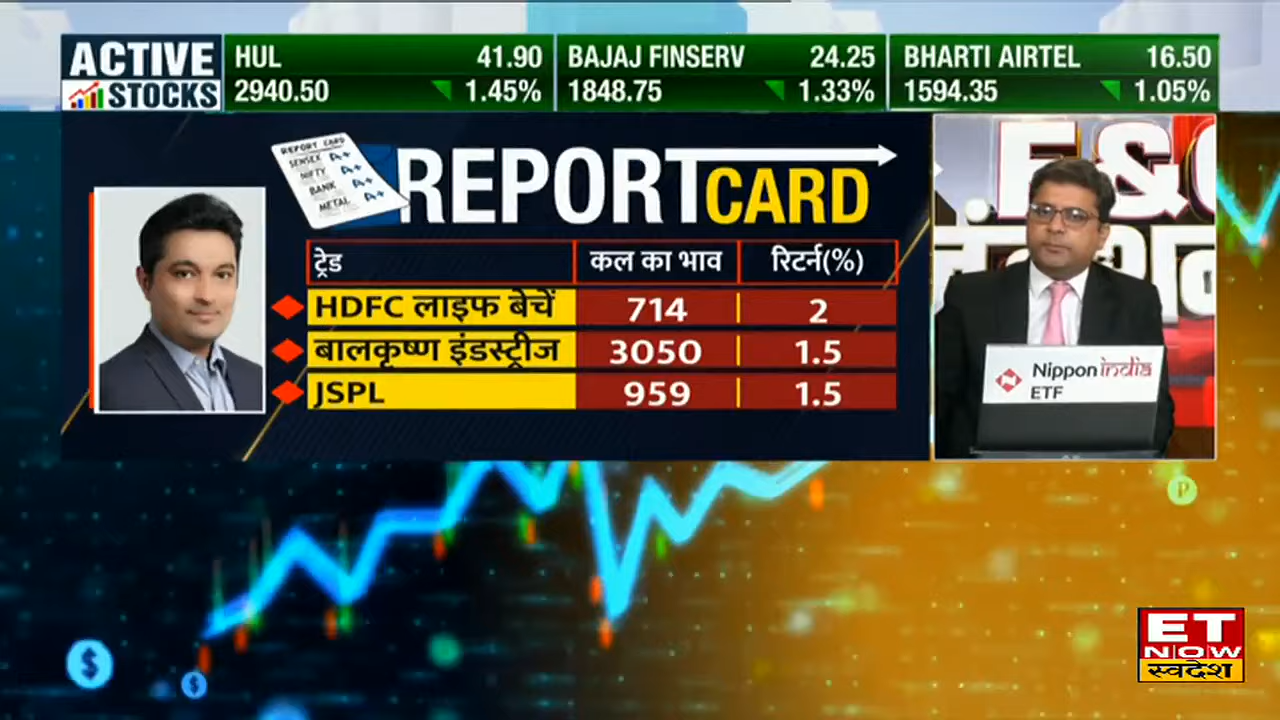 ACTIVE STOCKS
HUL 41.90
2940.50 1.45%
BAJAJ FINSERV 24.25
1848.75 1.33%
BHARTI AIRTEL 16.50
1594.35 1.05%
REPORT CARD
SENSEX A+
NIFTY A+
BANK A+
METAL A+
REPORT CARD
ट्रेड कल का भाव रिटर्न(%)
HDFC लाइफ बेचें 714 2
बालकृष्ण इंडस्ट्रीज 3050 1.5
JSPL 959 1.5
F&O
Nippon india
ETF
ET
NOW
स्वदेश